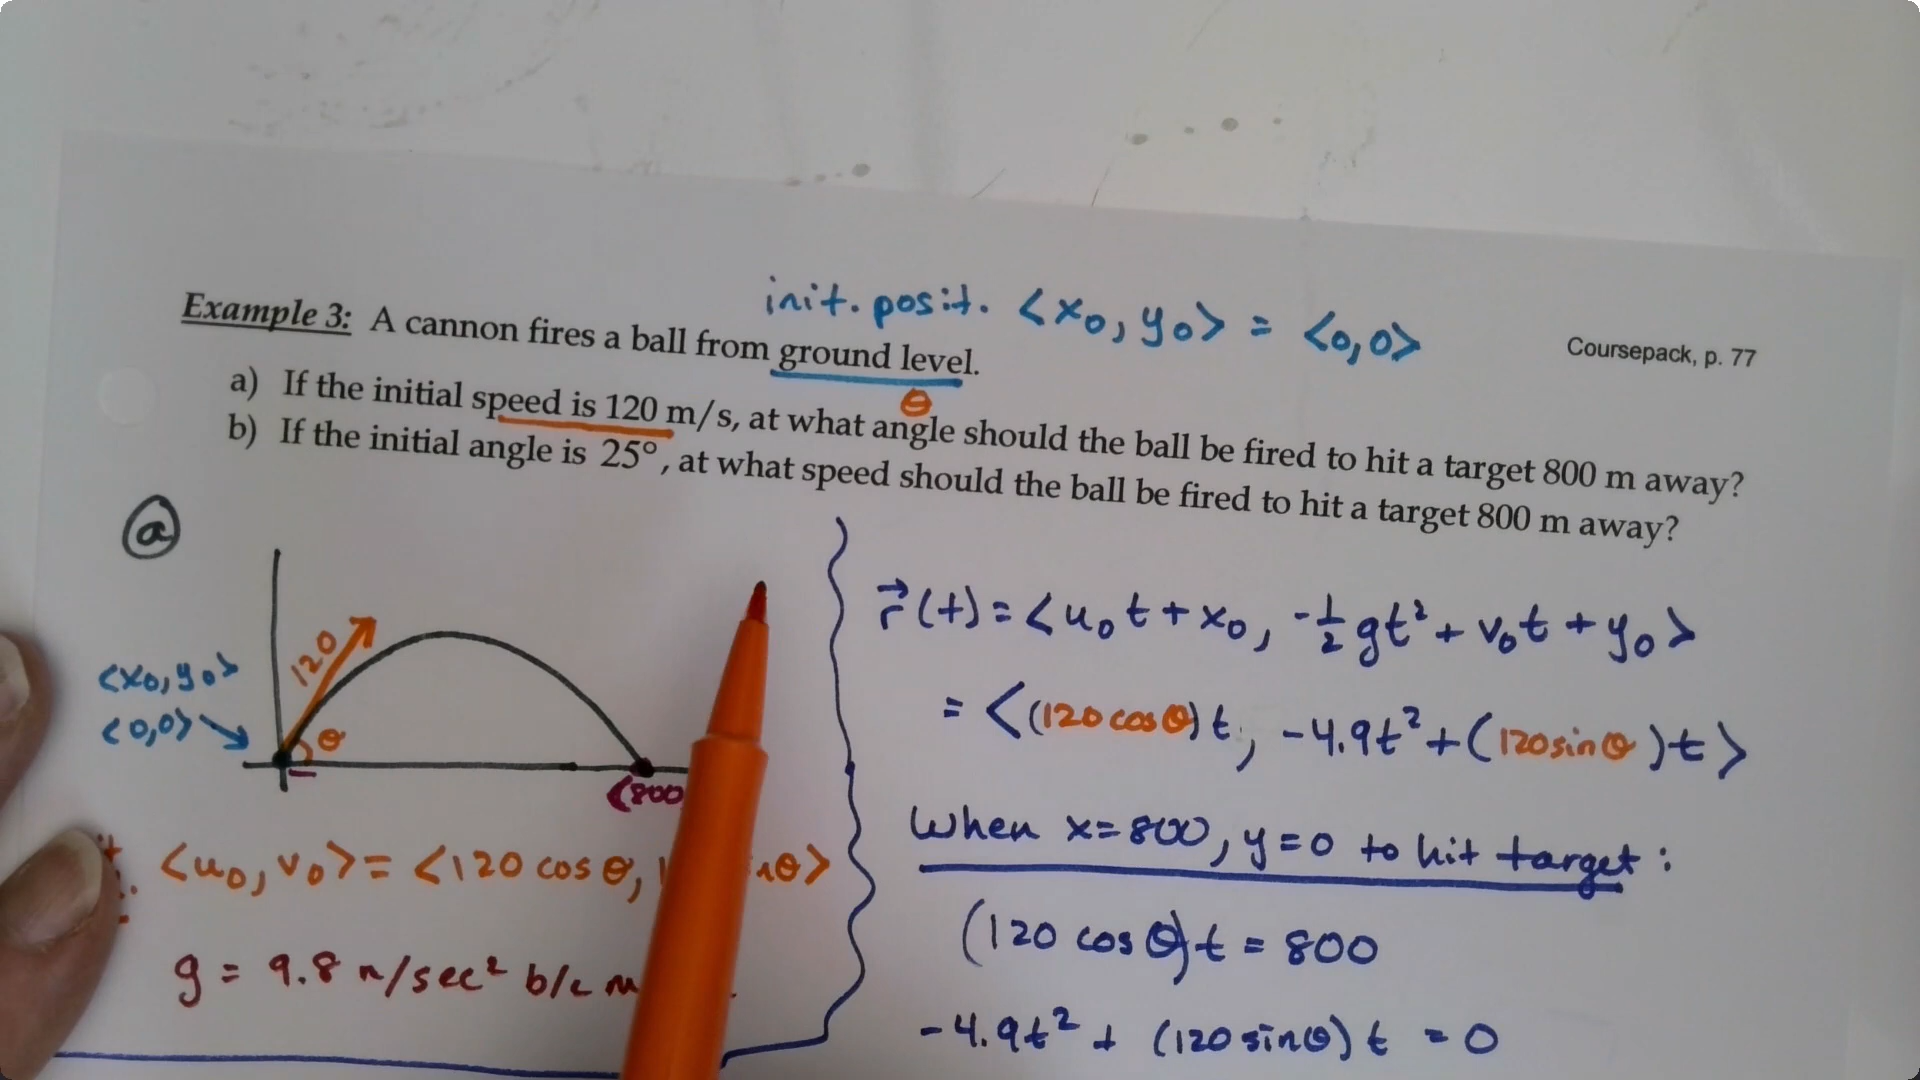 init. posit. <x₀, y₀> = <0,0>
Example 3: A cannon fires a ball from ground level.
Coursepack, p. 77
θ
a) If the initial speed is 120 m/s, at what angle should the ball be fired to hit a target 800 m away?
b) If the initial angle is 25°, at what speed should the ball be fired to hit a target 800 m away?
a
120
<x₀, y₀>
<0,0>
θ
<800
<u₀, v₀> = <120 cos θ,
g = 9.8 m/sec² b/c
r⃗(t) = <u₀t + x₀, -½gt² + v₀t + y₀>
= <(120 cos θ)t, -4.9t² + (120 sin θ)t>
When x=800, y=0 to hit target:
(120 cos θ)t = 800
-4.9t² + (120 sin θ)t = 0